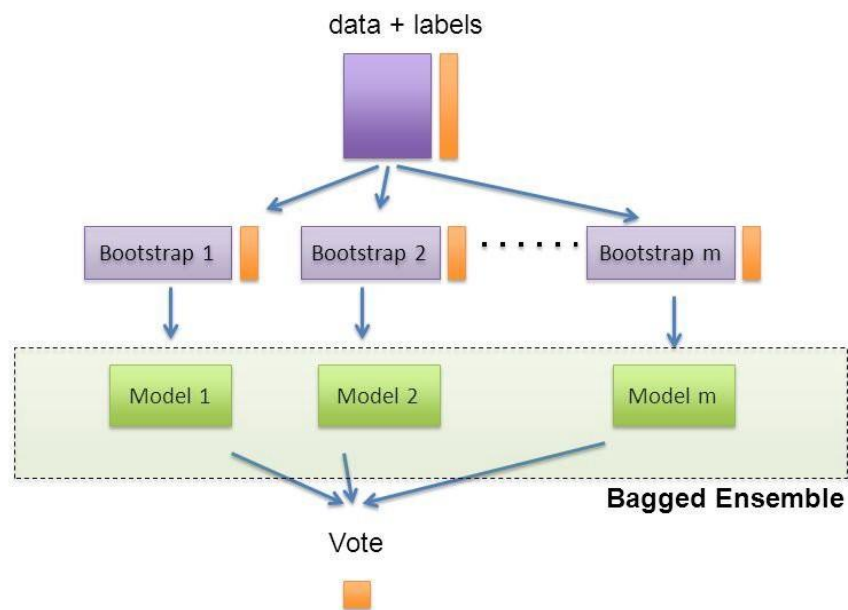 data + labels
Bootstrap 1
Bootstrap 2
. . . . . .
Bootstrap m
Model 1
Model 2
Model m
Bagged Ensemble
Vote